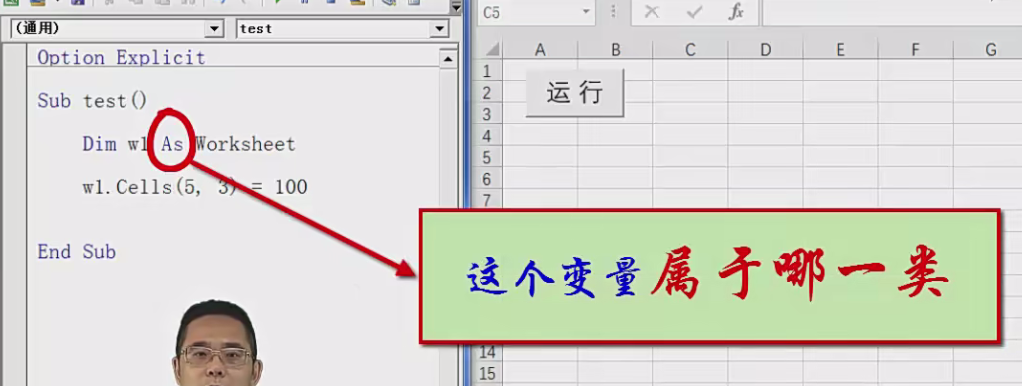 (通用)
test
Option Explicit
Sub test()
Dim w1 As Worksheet
w1.Cells(5, 3) = 100
End Sub
C5
fx
A B C D E F G
1
2
3
4
5
6
7
14
15
运行
这个变量属于哪一类